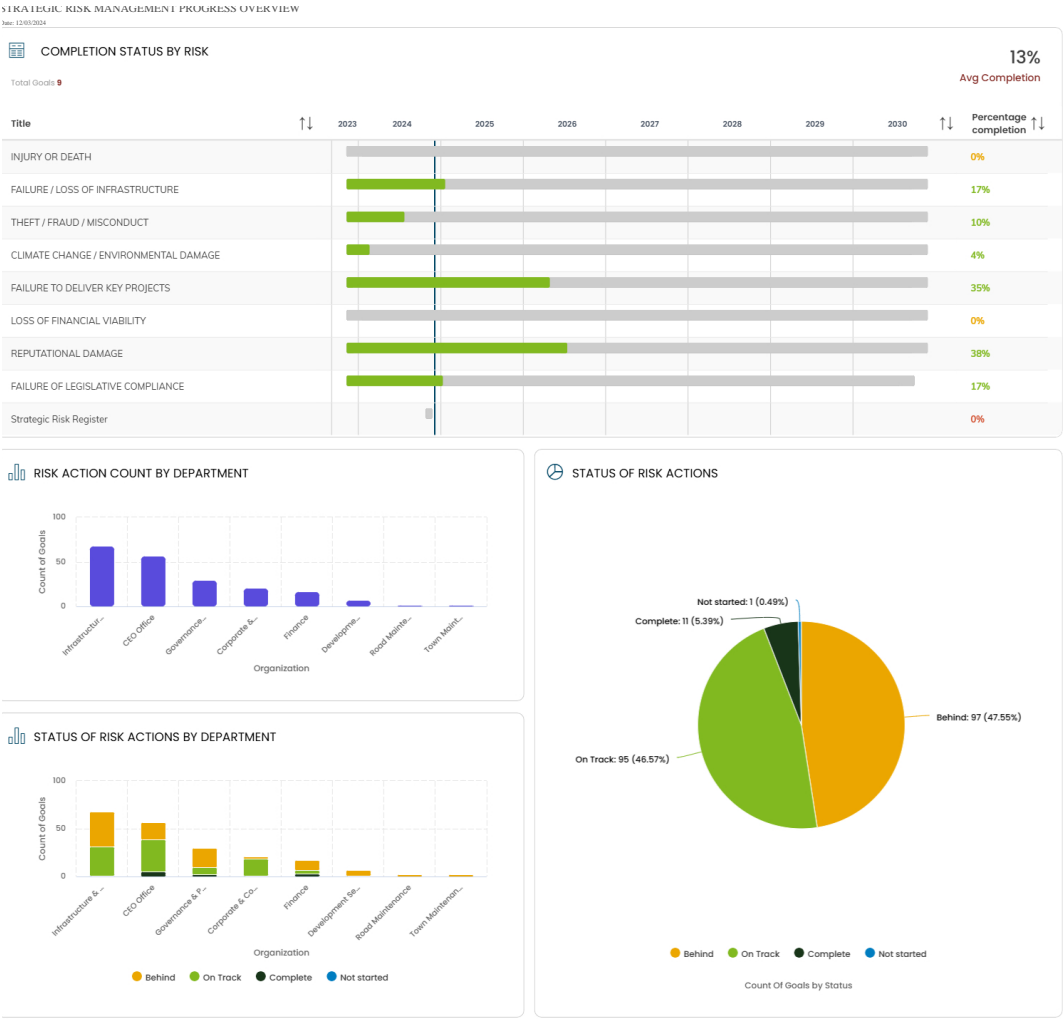 STRATEGIC RISK MANAGEMENT PROGRESS OVERVIEW
Date: 12/03/2024
COMPLETION STATUS BY RISK
13%
Avg Completion
Total Goals 9
Title 2023 2024 2025 2026 2027 2028 2029 2030 Percentage completion
INJURY OR DEATH 0%
FAILURE / LOSS OF INFRASTRUCTURE 17%
THEFT / FRAUD / MISCONDUCT 10%
CLIMATE CHANGE / ENVIRONMENTAL DAMAGE 4%
FAILURE TO DELIVER KEY PROJECTS 35%
LOSS OF FINANCIAL VIABILITY 0%
REPUTATIONAL DAMAGE 38%
FAILURE OF LEGISLATIVE COMPLIANCE 17%
Strategic Risk Register 0%
RISK ACTION COUNT BY DEPARTMENT
100
50
0
Count of Goals
Infrastructur...
CEO Office
Governance...
Corporate &...
Finance
Developme...
Road Mainte...
Town Maint...
Organization
STATUS OF RISK ACTIONS BY DEPARTMENT
100
50
0
Count of Goals
Infrastructure & ...
CEO Office
Governance & P...
Corporate & Co...
Finance
Development Se...
Road Maintenance
Town Maintenan...
Organization
Behind On Track Complete Not started
STATUS OF RISK ACTIONS
Not started: 1 (0.49%)
Complete: 11 (5.39%)
Behind: 97 (47.55%)
On Track: 95 (46.57%)
Behind On Track Complete Not started
Count Of Goals by Status